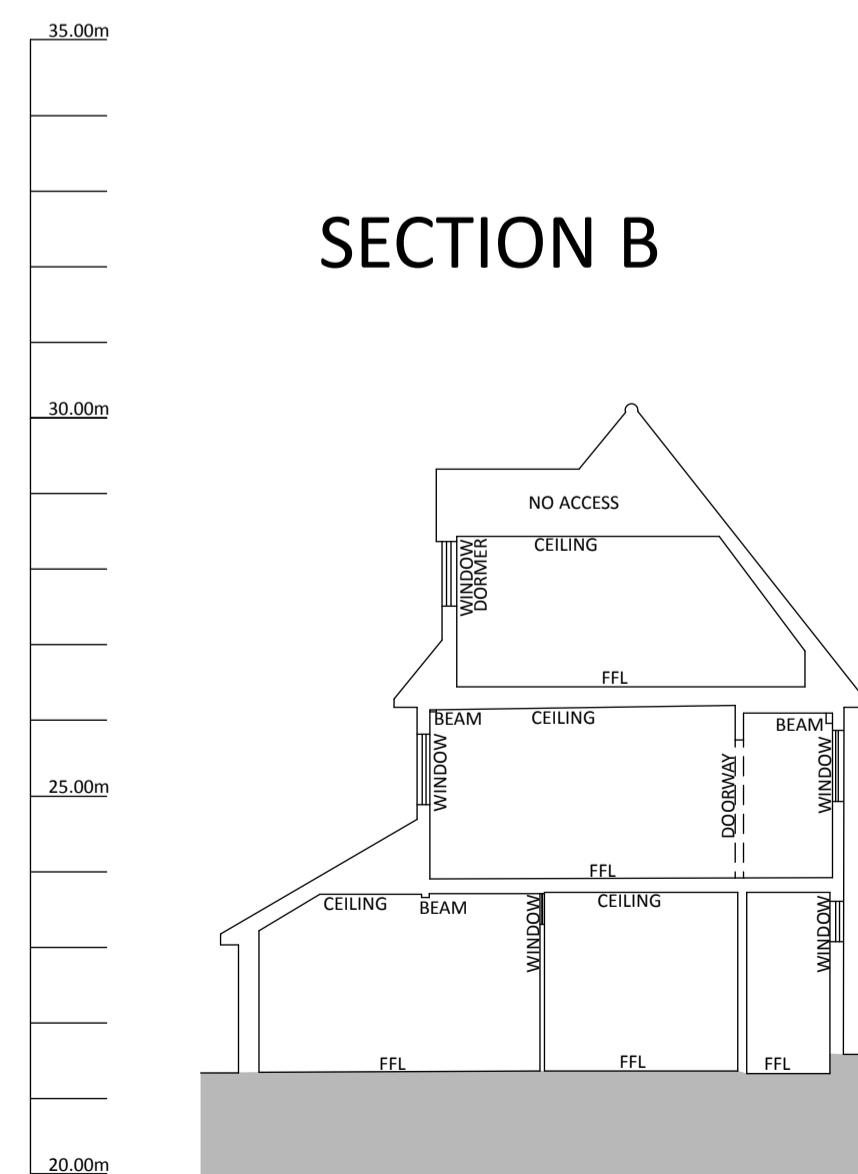 35.00m
SECTION B
30.00m
NO ACCESS
CEILING
WINDOW
DORMER
FFL
BEAM
CEILING
BEAM
WINDOW
DOORWAY
WINDOW
25.00m
FFL
CEILING
BEAM
WINDOW
CEILING
WINDOW
FFL
FFL
FFL
20.00m